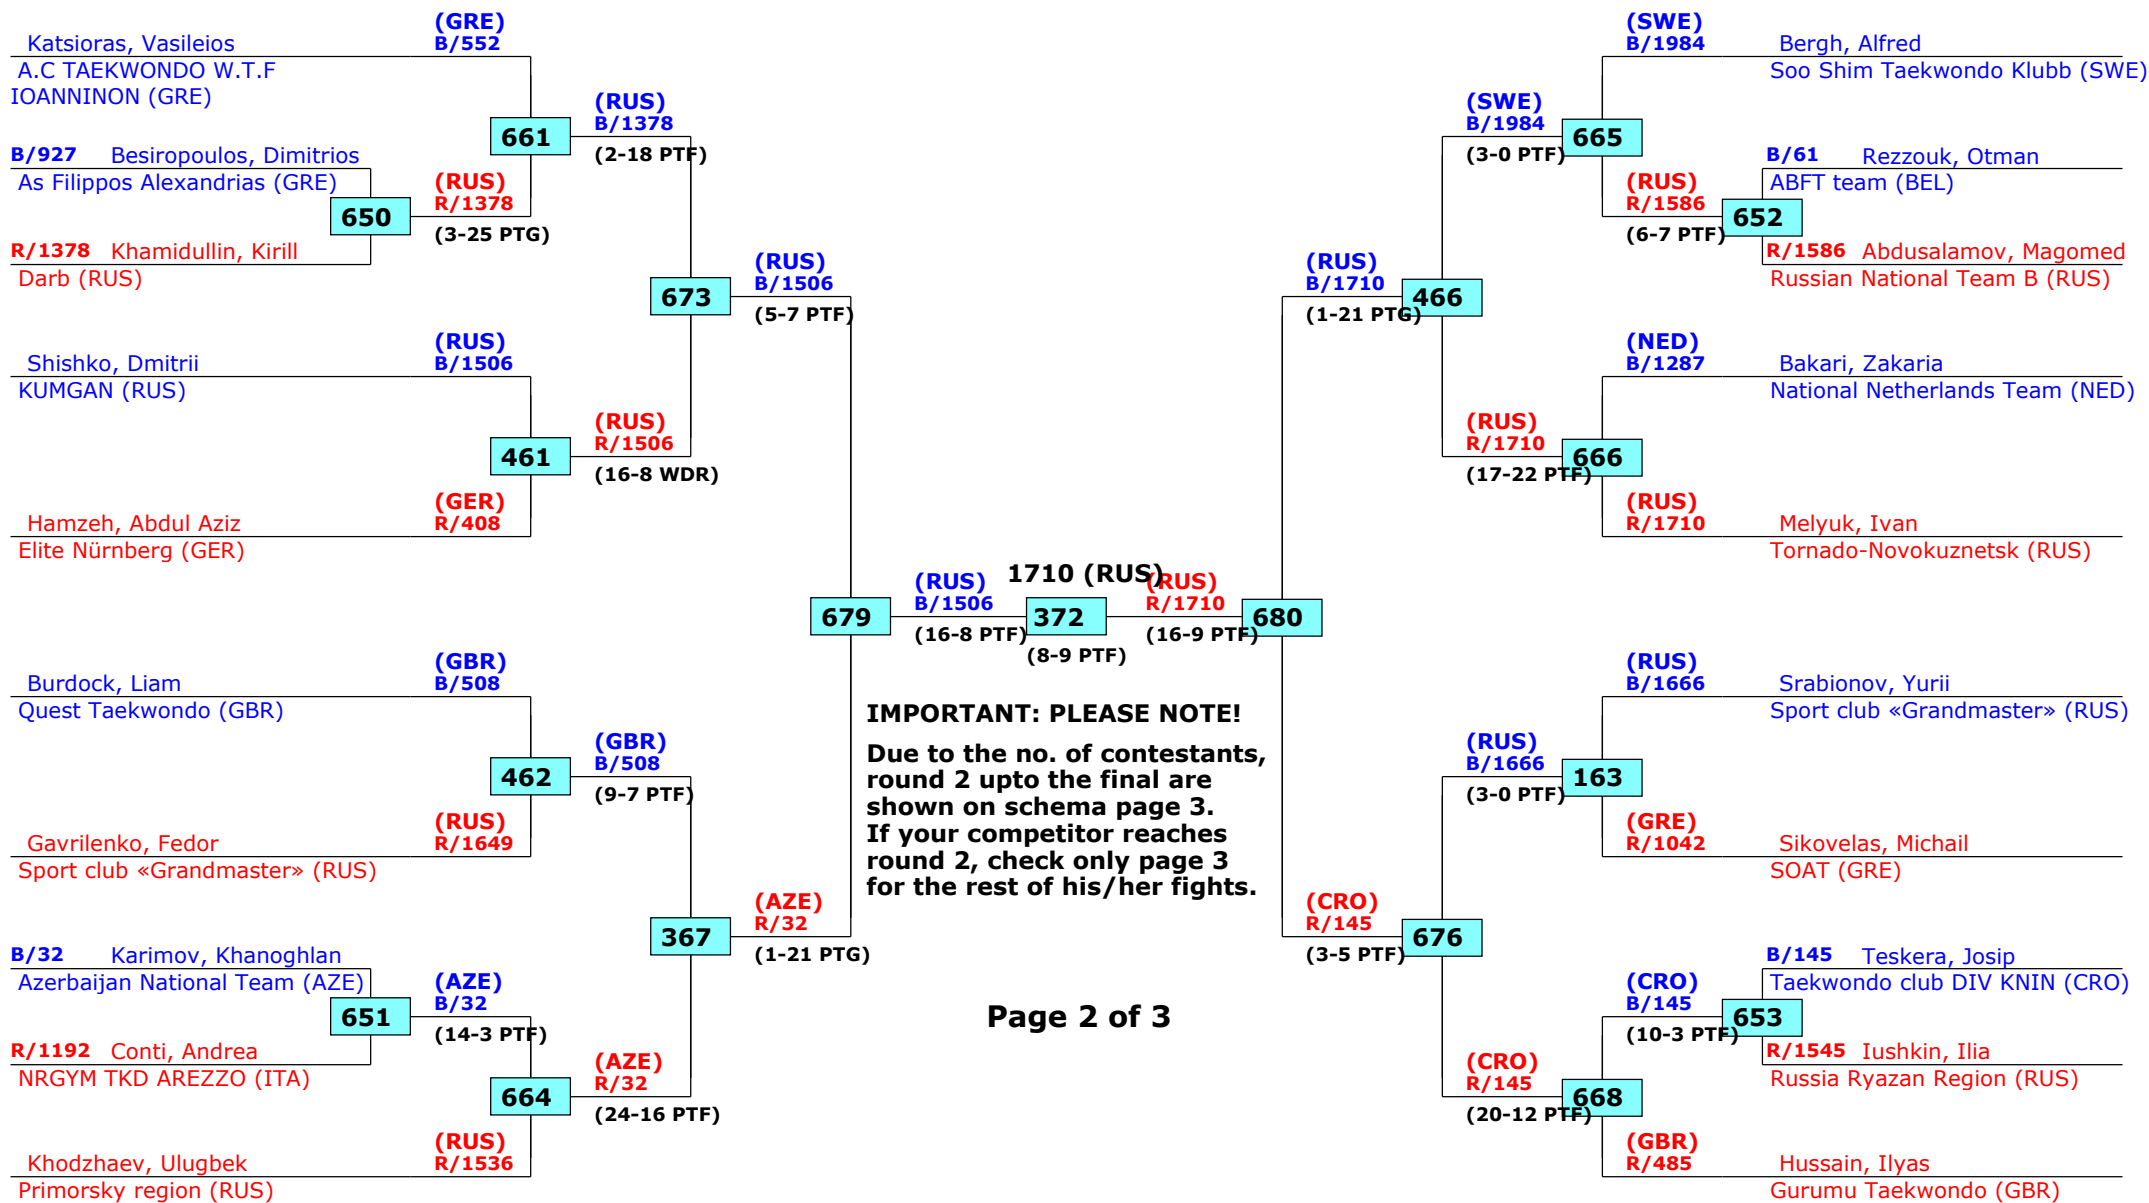 (GRE)
Katsioras, Vasileios B/552
A.C TAEKWONDO W.T.F
IOANNINON (GRE)
661
(RUS)
B/1378
(2-18 PTF)
B/927 Besiropoulos, Dimitrios
As Filippos Alexandrias (GRE)
650
(RUS)
R/1378
(3-25 PTG)
R/1378 Khamidullin, Kirill
Darb (RUS)
673
(RUS)
B/1506
(5-7 PTF)
(RUS)
Shishko, Dmitrii B/1506
KUMGAN (RUS)
461
(RUS)
R/1506
(16-8 WDR)
(GER)
Hamzeh, Abdul Aziz R/408
Elite Nürnberg (GER)
679
(RUS)
B/1506
(16-8 PTF)
1710 (RUS)
372
(8-9 PTF)
(RUS)
R/1710
(16-9 PTF)
680
(GBR)
Burdock, Liam B/508
Quest Taekwondo (GBR)
462
(GBR)
B/508
(9-7 PTF)
(RUS)
Gavrilenko, Fedor R/1649
Sport club «Grandmaster» (RUS)
367
(AZE)
R/32
(1-21 PTG)
B/32 Karimov, Khanoghlan
Azerbaijan National Team (AZE)
651
(AZE)
B/32
(14-3 PTF)
R/1192 Conti, Andrea
NRGYM TKD AREZZO (ITA)
664
(AZE)
R/32
(24-16 PTF)
(RUS)
Khodzhaev, Ulugbek R/1536
Primorsky region (RUS)
IMPORTANT: PLEASE NOTE!
Due to the no. of contestants,
round 2 upto the final are
shown on schema page 3.
If your competitor reaches
round 2, check only page 3
for the rest of his/her fights.
Page 2 of 3
(SWE)
B/1984 Bergh, Alfred
Soo Shim Taekwondo Klubb (SWE)
(SWE)
B/1984
(3-0 PTF)
665
B/61 Rezzouk, Otman
ABFT team (BEL)
(RUS)
R/1586
(6-7 PTF)
652
R/1586 Abdusalamov, Magomed
Russian National Team B (RUS)
(RUS)
B/1710
(1-21 PTG)
466
(NED)
B/1287 Bakari, Zakaria
National Netherlands Team (NED)
(RUS)
R/1710
(17-22 PTF)
666
(RUS)
R/1710 Melyuk, Ivan
Tornado-Novokuznetsk (RUS)
(RUS)
B/1666 Srabionov, Yurii
Sport club «Grandmaster» (RUS)
(RUS)
B/1666
(3-0 PTF)
163
(GRE)
R/1042 Sikovelas, Michail
SOAT (GRE)
(CRO)
R/145
(3-5 PTF)
676
B/145 Teskera, Josip
Taekwondo club DIV KNIN (CRO)
(CRO)
B/145
(10-3 PTF)
653
R/1545 Iushkin, Ilia
Russia Ryazan Region (RUS)
(CRO)
R/145
(20-12 PTF)
668
(GBR)
R/485 Hussain, Ilyas
Gurumu Taekwondo (GBR)